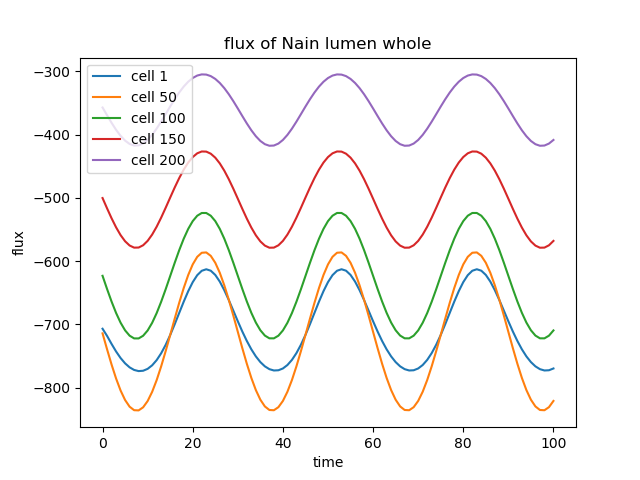 flux of Nain lumen whole
cell 1
cell 50
cell 100
cell 150
cell 200
−300
−400
−500
−600
−700
−800
flux
0
20
40
60
80
100
time